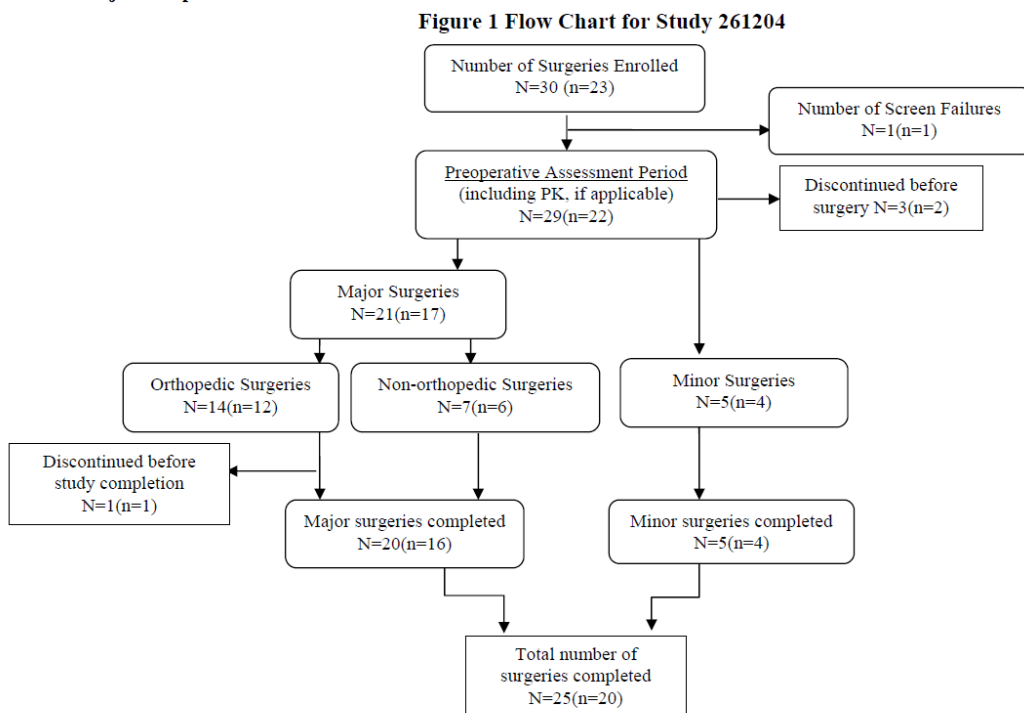 Figure 1 Flow Chart for Study 261204
Number of Surgeries Enrolled
N=30 (n=23)
Number of Screen Failures
N=1(n=1)
Preoperative Assessment Period
(including PK, if applicable)
N=29(n=22)
Discontinued before
surgery N=3(n=2)
Major Surgeries
N=21(n=17)
Orthopedic Surgeries
N=14(n=12)
Non-orthopedic Surgeries
N=7(n=6)
Minor Surgeries
N=5(n=4)
Discontinued before
study completion
N=1(n=1)
Major surgeries completed
N=20(n=16)
Minor surgeries completed
N=5(n=4)
Total number of
surgeries completed
N=25(n=20)